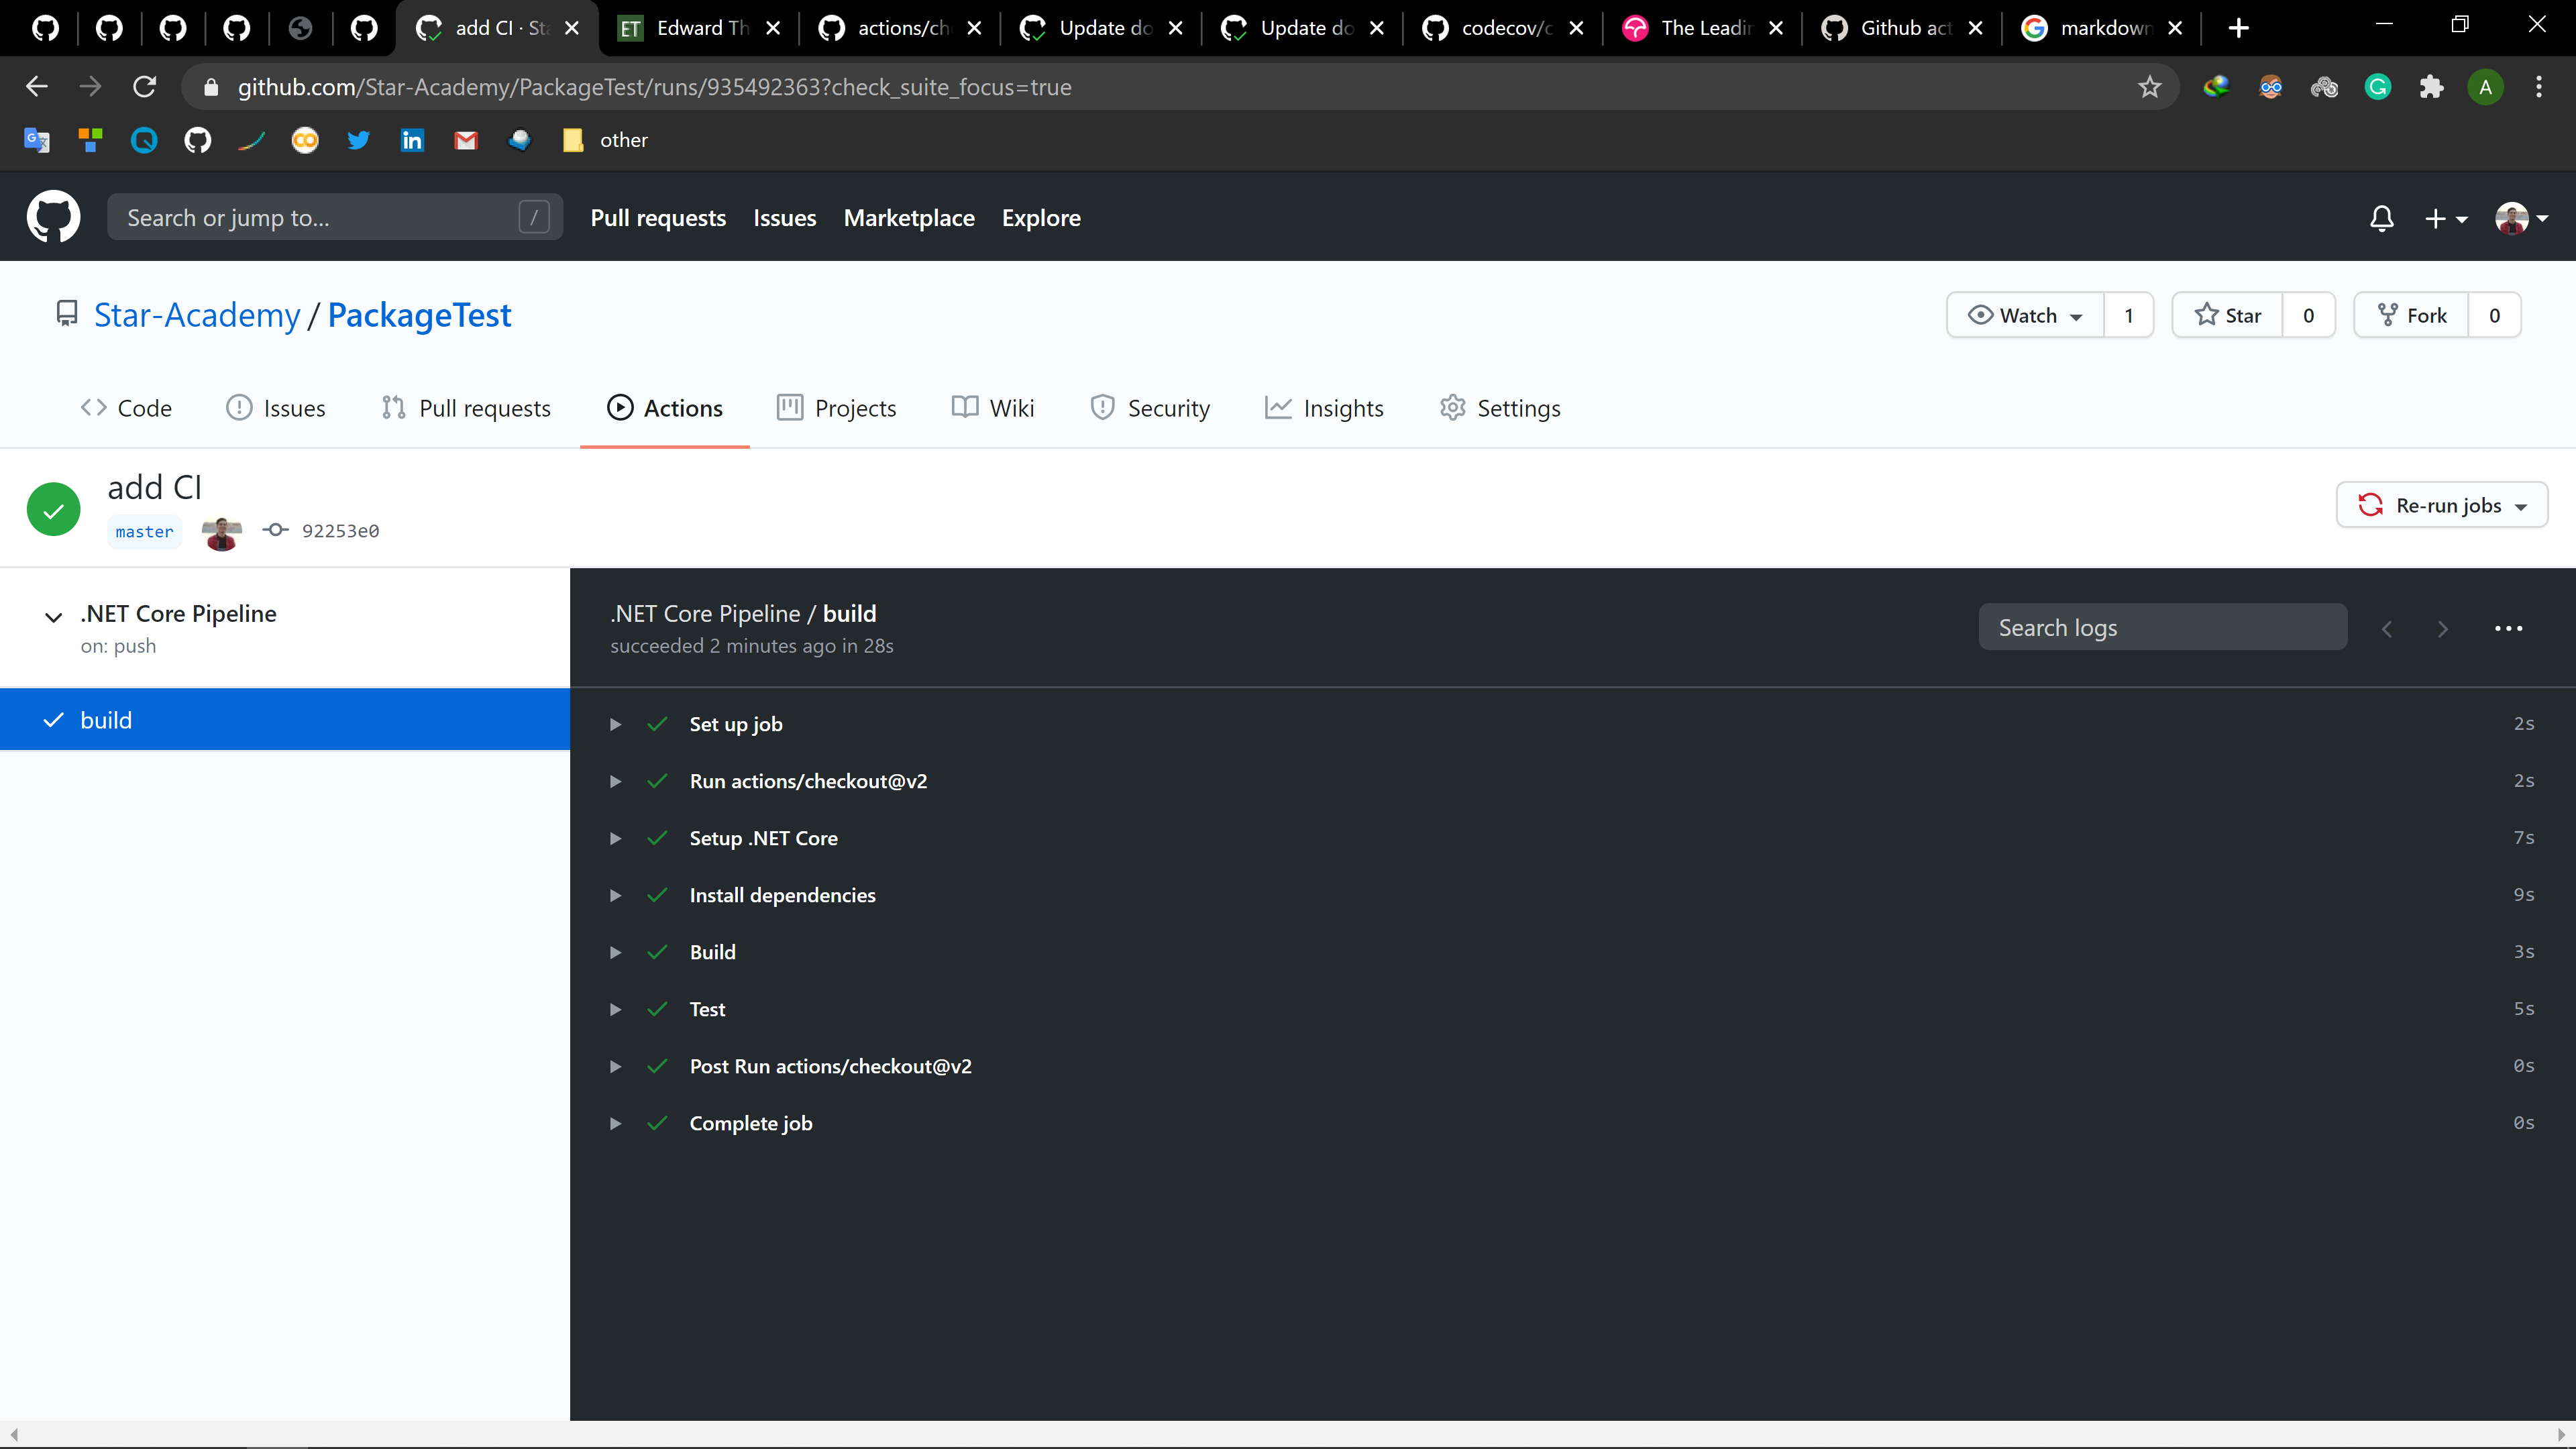 add CI · Sta
ET Edward Th
actions/che
Update do
Update do
codecov/c
The Leadin
Github act
markdown
github.com/Star-Academy/PackageTest/runs/935492363?check_suite_focus=true
A
other
Search or jump to... /
Pull requests Issues Marketplace Explore
Star-Academy / PackageTest
Watch 1 Star 0 Fork 0
Code Issues Pull requests Actions Projects Wiki Security Insights Settings
add CI
master 92253e0
Re-run jobs
.NET Core Pipeline
on: push
build
.NET Core Pipeline / build
succeeded 2 minutes ago in 28s
Search logs
Set up job 2s
Run actions/checkout@v2 2s
Setup .NET Core 7s
Install dependencies 9s
Build 3s
Test 5s
Post Run actions/checkout@v2 0s
Complete job 0s